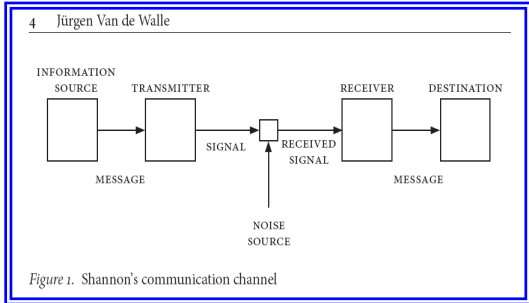 4 Jürgen Van de Walle
INFORMATION
SOURCE
TRANSMITTER
RECEIVER
DESTINATION
SIGNAL
RECEIVED
SIGNAL
MESSAGE
MESSAGE
NOISE
SOURCE
Figure 1. Shannon's communication channel